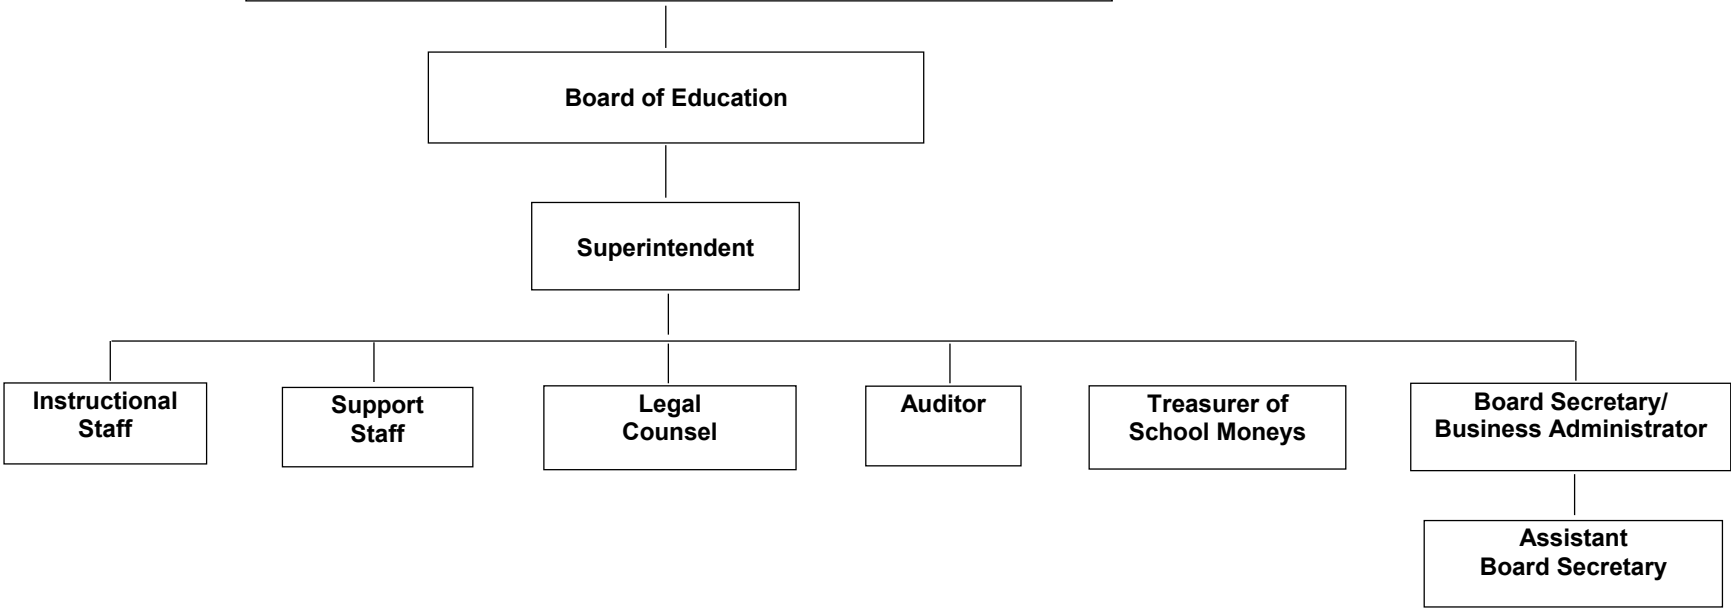 Board of Education
Superintendent
Instructional
Staff
Support
Staff
Legal
Counsel
Auditor
Treasurer of
School Moneys
Board Secretary/
Business Administrator
Assistant
Board Secretary